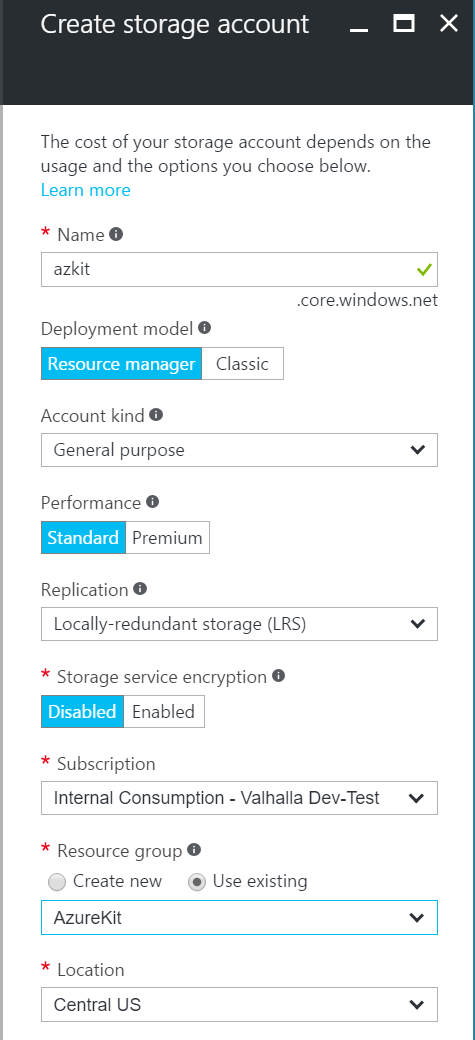 Create storage account
The cost of your storage account depends on the
usage and the options you choose below.
Learn more
* Name
azkit
.core.windows.net
Deployment model
Resource manager Classic
Account kind
General purpose
Performance
Standard Premium
Replication
Locally-redundant storage (LRS)
* Storage service encryption
Disabled Enabled
* Subscription
Internal Consumption - Valhalla Dev-Test
* Resource group
Create new Use existing
AzureKit
* Location
Central US